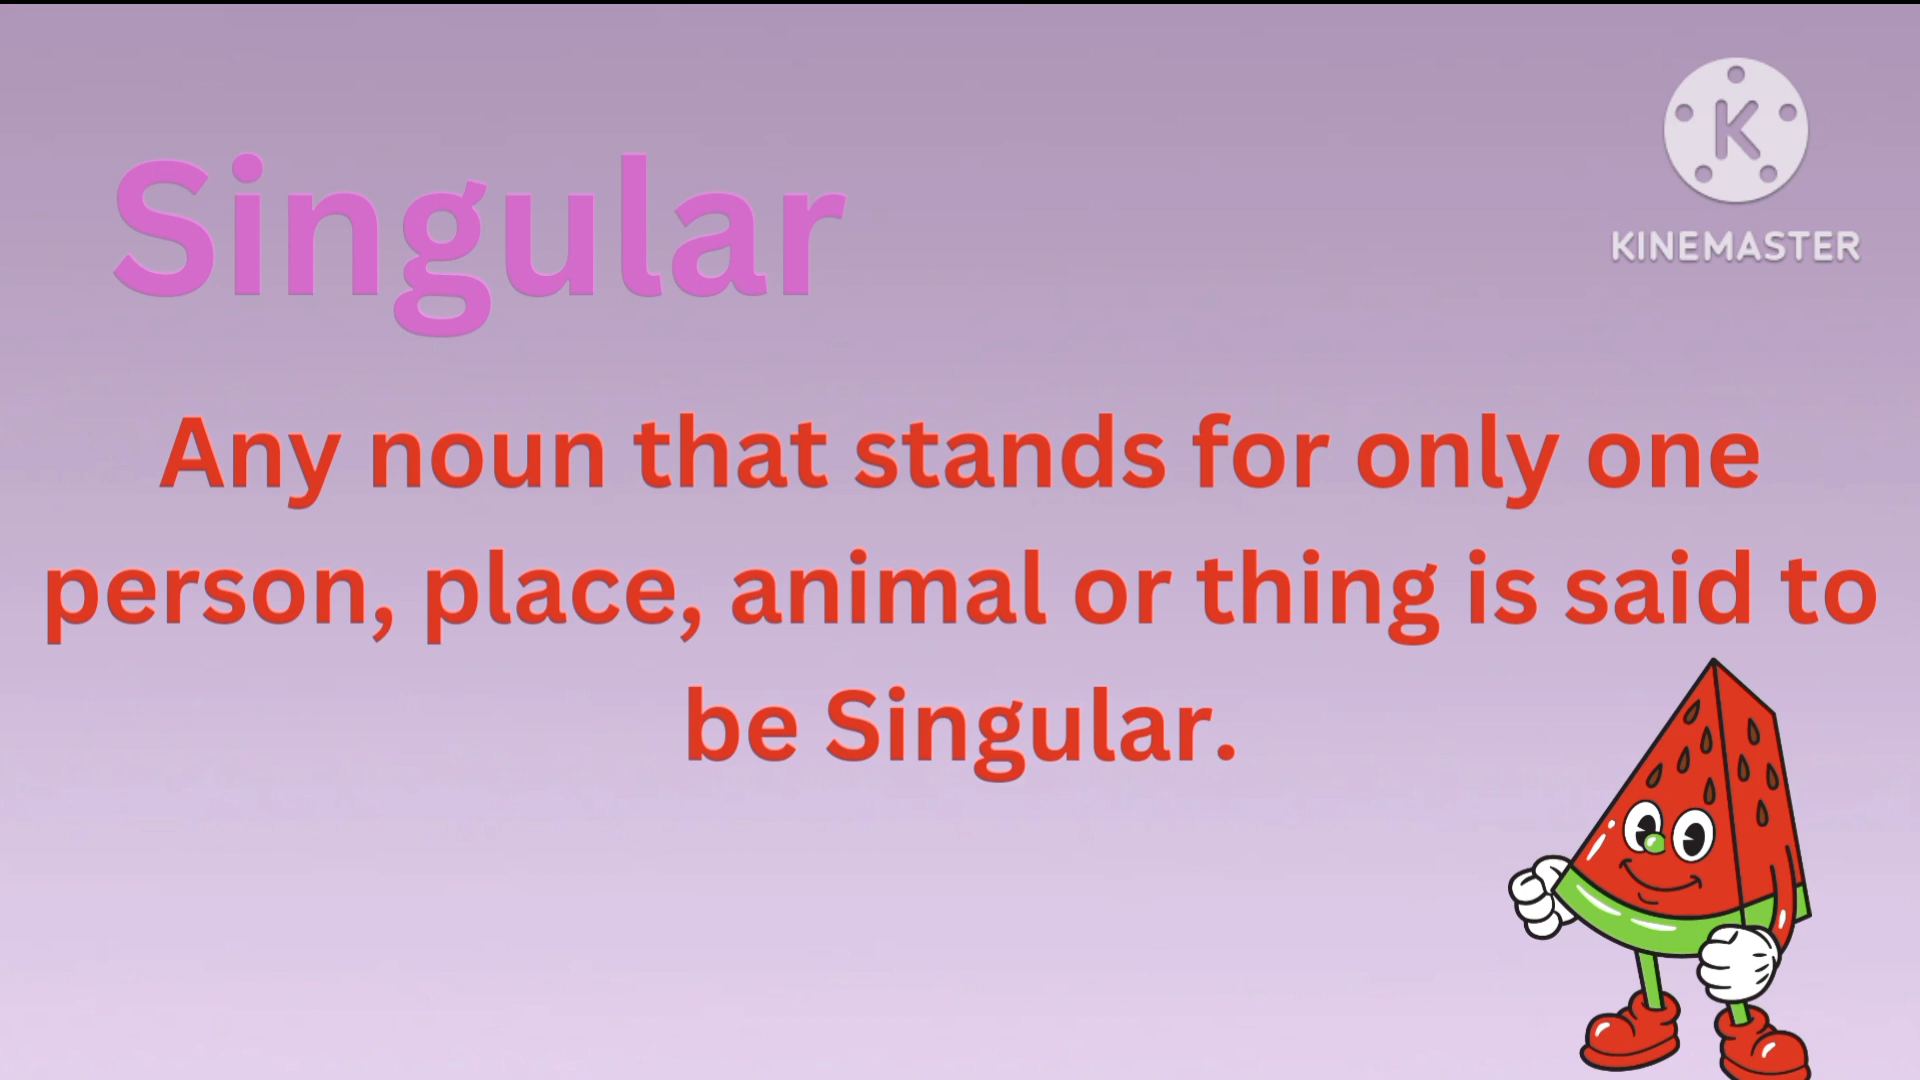 K
KINEMASTER
Singular
Any noun that stands for only one
person, place, animal or thing is said to
be Singular.